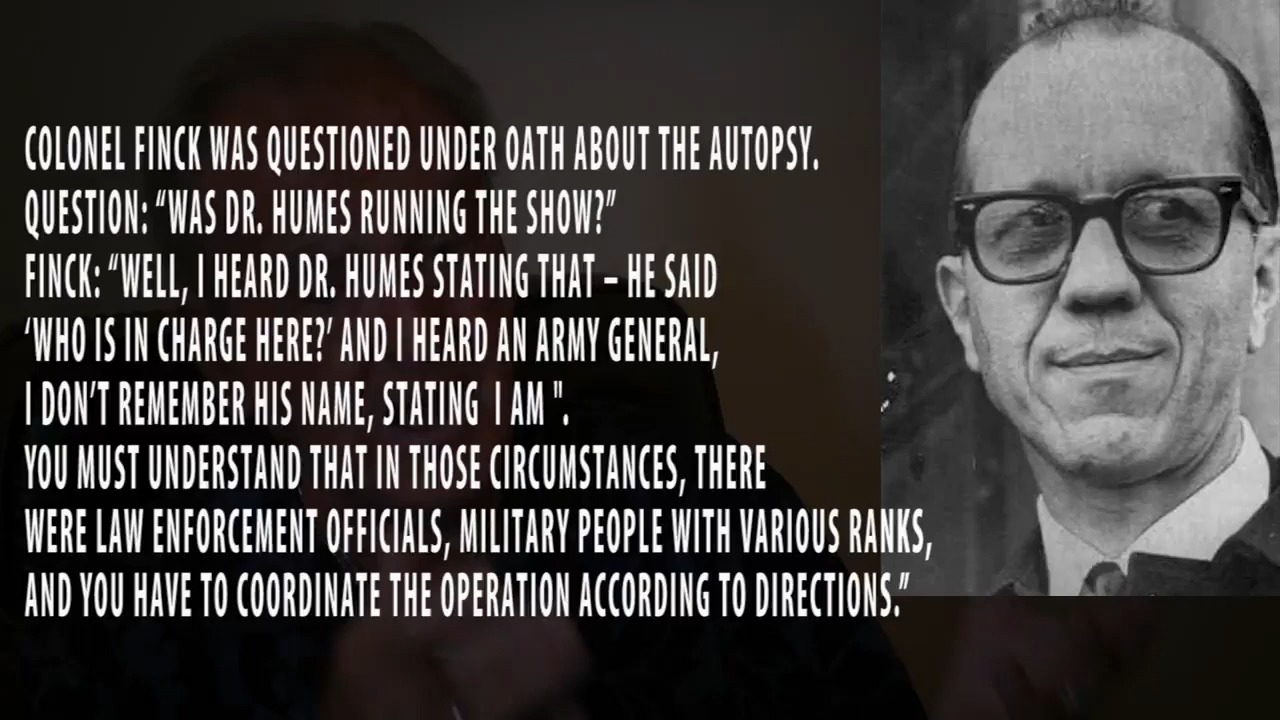 COLONEL FINCK WAS QUESTIONED UNDER OATH ABOUT THE AUTOPSY.
QUESTION: “WAS DR. HUMES RUNNING THE SHOW?”
FINCK: “WELL, I HEARD DR. HUMES STATING THAT – HE SAID
‘WHO IS IN CHARGE HERE?’ AND I HEARD AN ARMY GENERAL,
I DON’T REMEMBER HIS NAME, STATING  I AM ".
YOU MUST UNDERSTAND THAT IN THOSE CIRCUMSTANCES, THERE
WERE LAW ENFORCEMENT OFFICIALS, MILITARY PEOPLE WITH VARIOUS RANKS,
AND YOU HAVE TO COORDINATE THE OPERATION ACCORDING TO DIRECTIONS.”